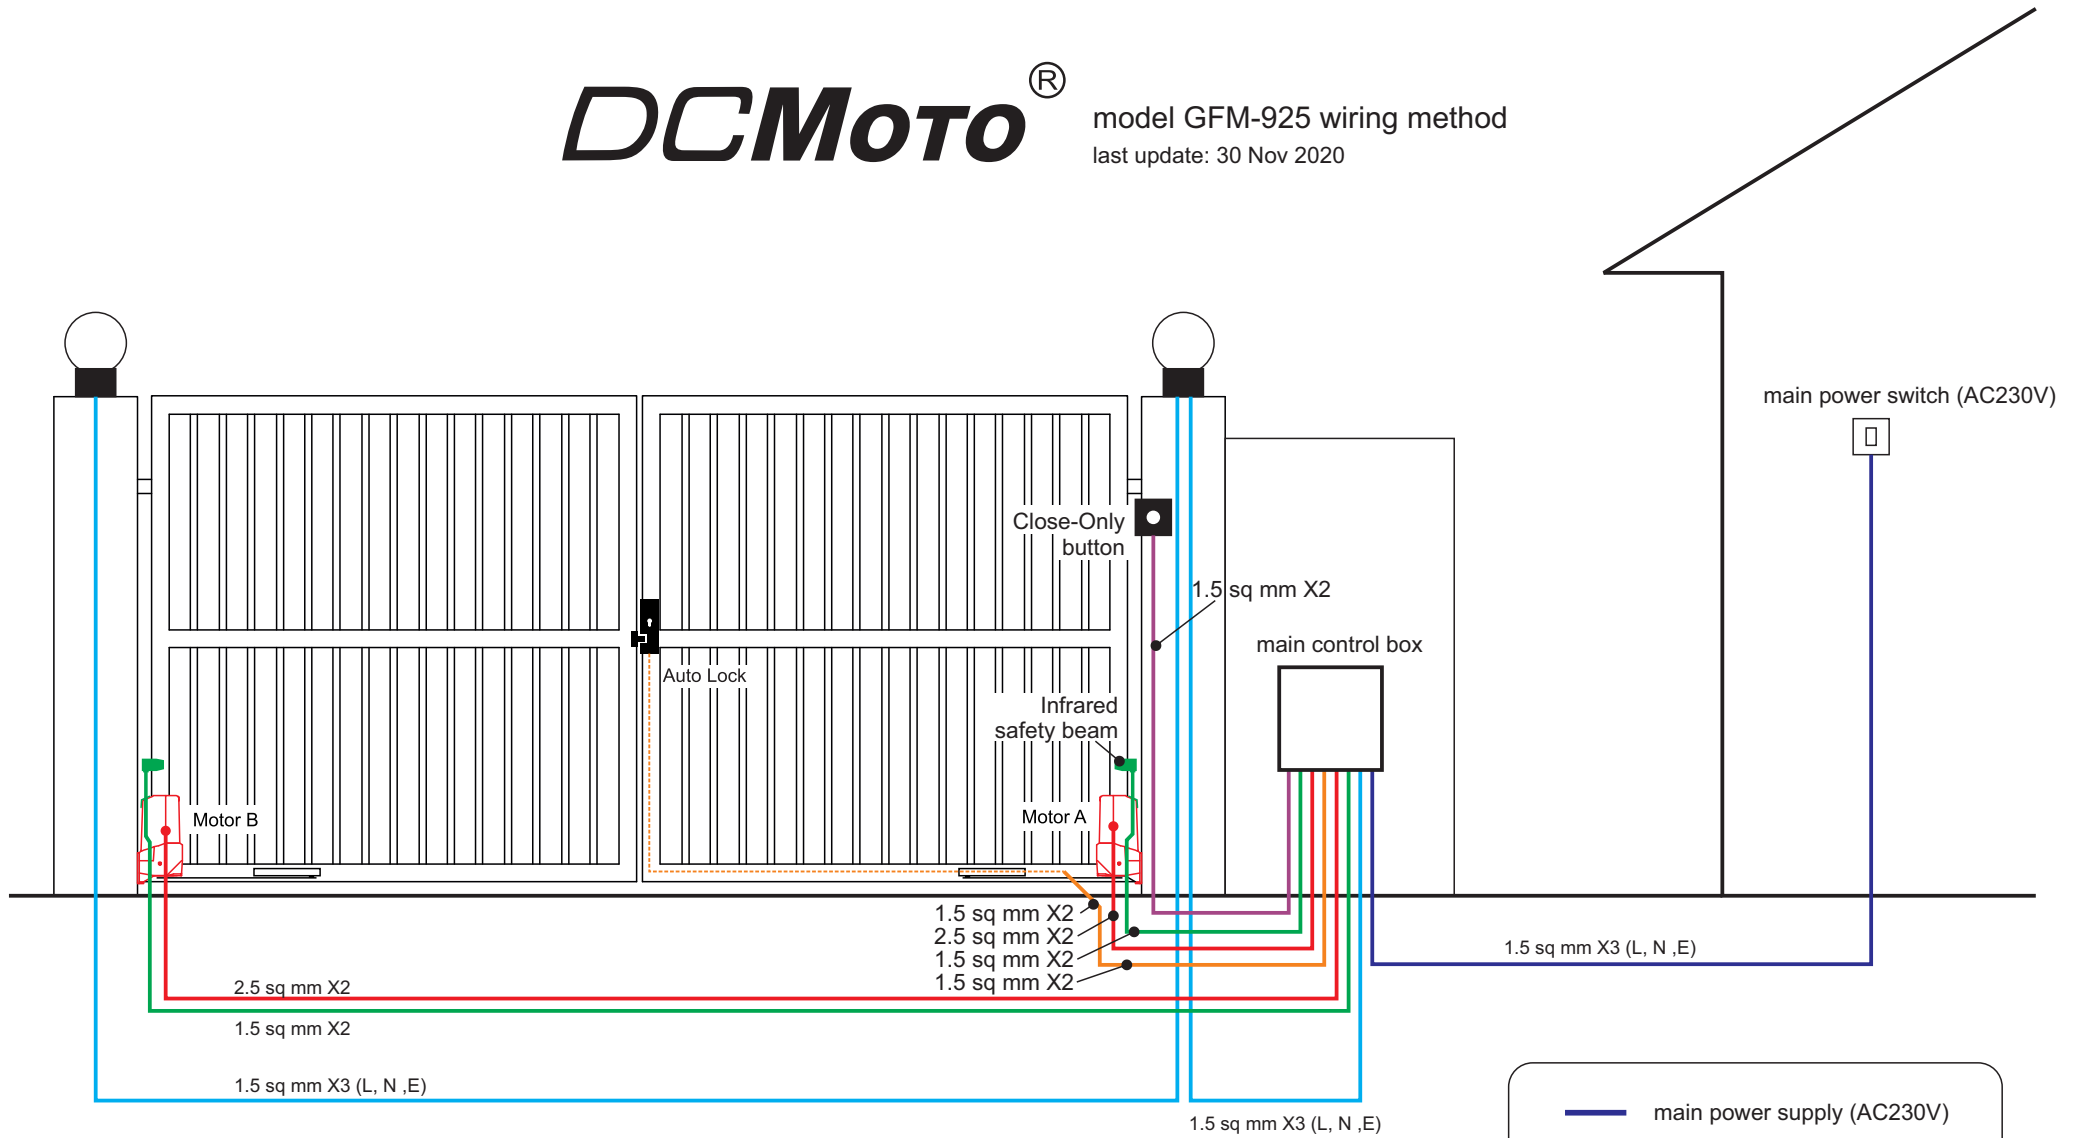 DCMOTO®
model GFM-925 wiring method
last update: 30 Nov 2020
main power switch (AC230V)
Close-Only
button
1.5 sq mm X2
main control box
Auto Lock
Infrared
safety beam
Motor B
Motor A
1.5 sq mm X2
2.5 sq mm X2
1.5 sq mm X2
1.5 sq mm X2
1.5 sq mm X3 (L, N ,E)
2.5 sq mm X2
1.5 sq mm X2
1.5 sq mm X3 (L, N ,E)
1.5 sq mm X3 (L, N ,E)
main power supply (AC230V)